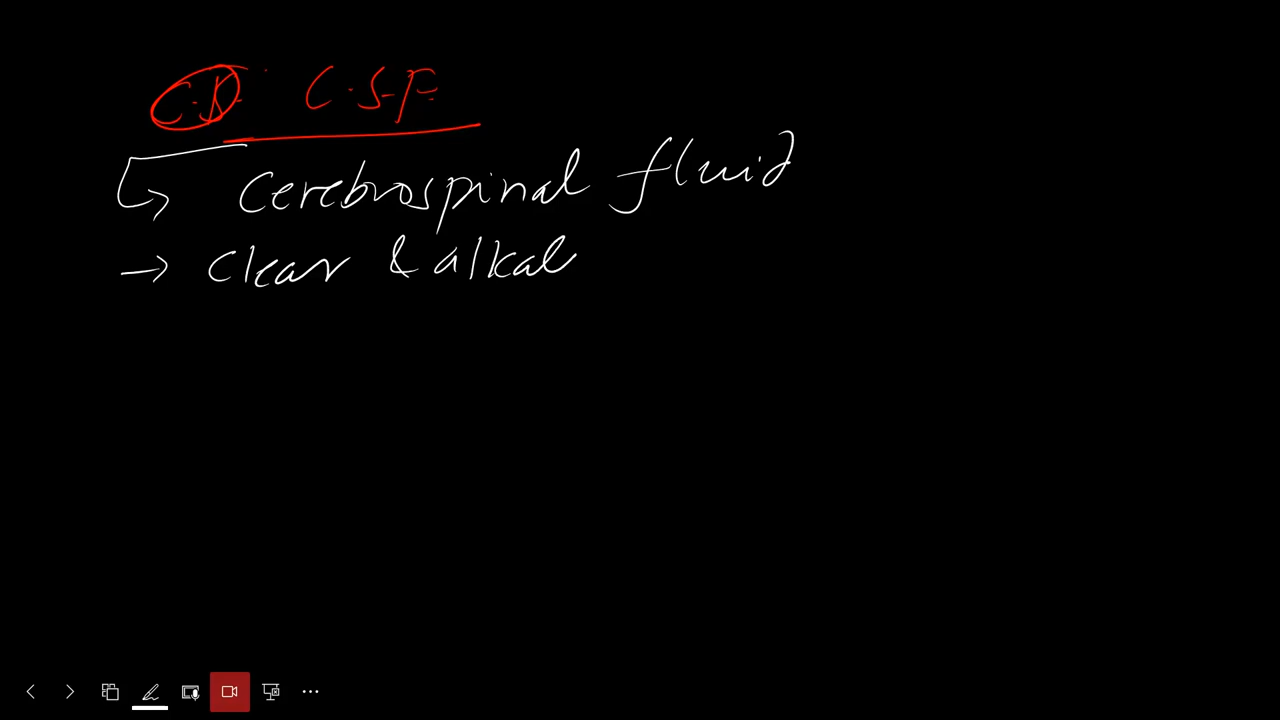 C.S.F.
Cerebrospinal fluid
→ Clear & alkal